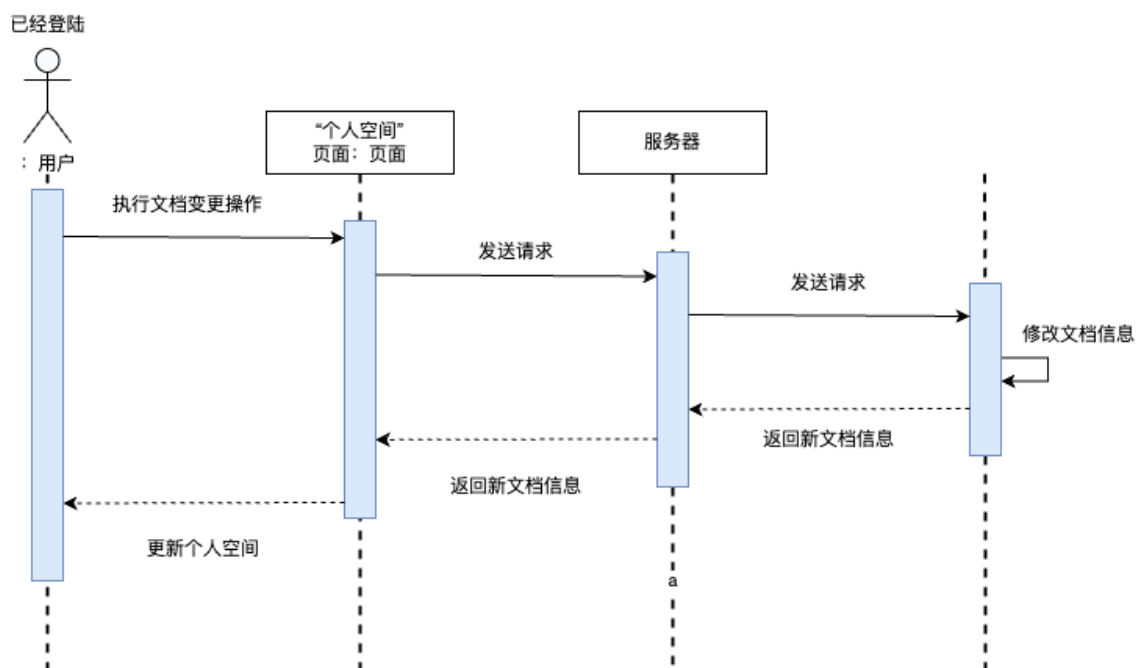 已经登陆
：用户
“个人空间”
页面：页面
服务器
执行文档变更操作
发送请求
发送请求
修改文档信息
返回新文档信息
返回新文档信息
更新个人空间
a